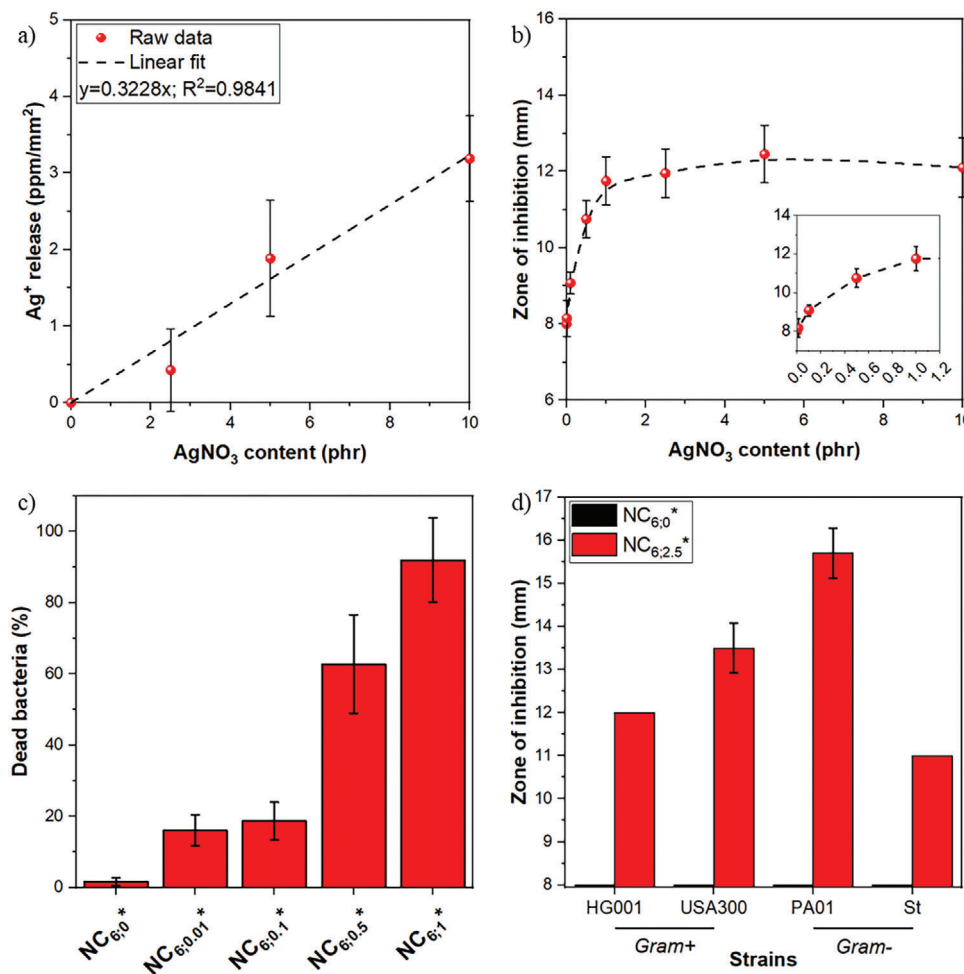 a)
Raw data
Linear fit
y=0.3228x; R²=0.9841
5
4
3
2
1
0
Ag⁺ release (ppm/mm²)
0 2 4 6 8 10
AgNO₃ content (phr)
b)
16
14
12
10
8
6
Zone of inhibition (mm)
14
12
10
8
0.0 0.2 0.4 0.6 0.8 1.0 1.2
0 2 4 6 8 10
AgNO₃ content (phr)
c)
100
80
60
40
20
0
Dead bacteria (%)
NC₆;₀* NC₆;₀.₀₁* NC₆;₀.₁* NC₆;₀.₅* NC₆;₁*
d)
NC₆;₀*
NC₆;₂.₅*
17
16
15
14
13
12
11
10
9
8
Zone of inhibition (mm)
HG001 USA300 PA01 St
Gram+ Gram-
Strains